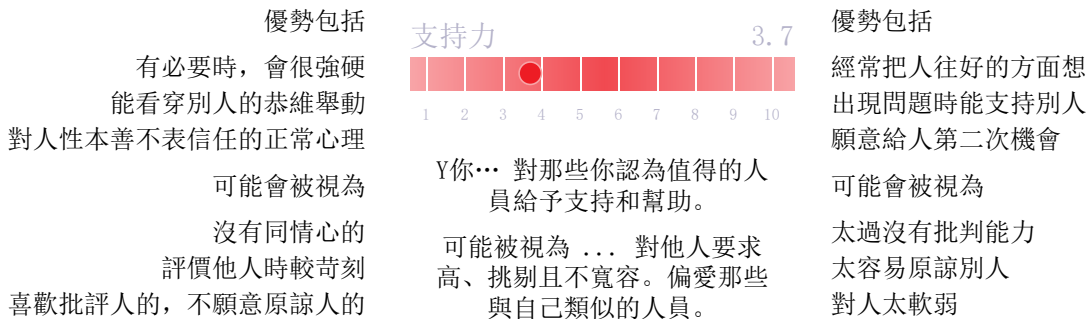 優勢包括
有必要時，會很強硬
能看穿別人的恭維舉動
對人性本善不表信任的正常心理
可能會被視為
沒有同情心的
評價他人時較苛刻
喜歡批評人的，不願意原諒人的
支持力 3.7
1 2 3 4 5 6 7 8 9 10
Y你… 對那些你認為值得的人
員給予支持和幫助。
可能被視為 ... 對他人要求
高、挑剔且不寬容。偏愛那些
與自己類似的人員。
優勢包括
經常把人往好的方面想
出現問題時能支持別人
願意給人第二次機會
可能會被視為
太過沒有批判能力
太容易原諒別人
對人太軟弱